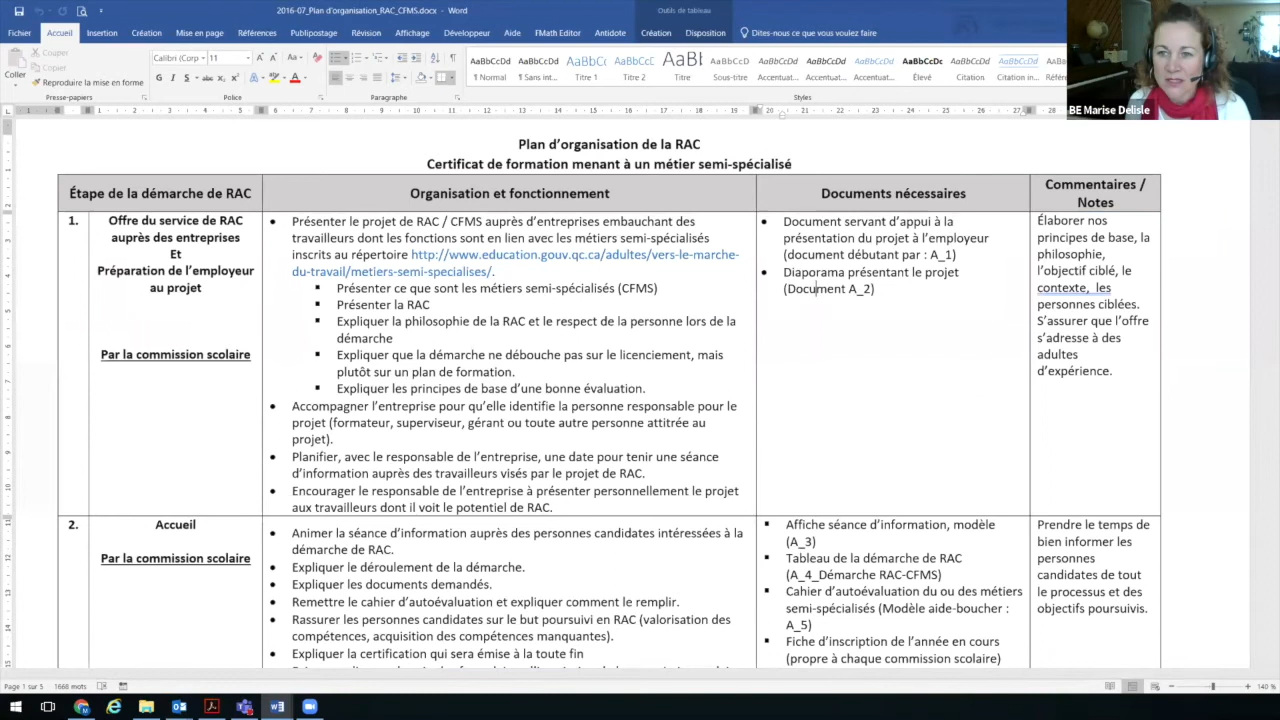 2016-07_Plan d'organisation_RAC_CFMS.docx - Word
Outils de tableau
Fichier Accueil Insertion Création Mise en page Références Publipostage Révision Affichage Développeur Aide FMath Editor Antidote Création Disposition Dites-nous ce que vous voulez faire
Coller
Couper
Copier
Reproduire la mise en forme
Presse-papiers
Calibri (Corp 11
Police
Paragraphe
AaBbCcDd AaBbCcDd AaBbC AaBbCcC AaBl AaBbCcD AaBbCcDd AaBbCcDd AaBbCcDd AaBbCcDc AaBbCcDd AaBbCcDd AaBbCcDd
¶ Normal ¶ Sans int... Titre 1 Titre 2 Titre Sous-titre Accentuat... Accentuat... Accentuat... Élevé Citation Citation in...
Styles
BE Marise Delisle
Plan d'organisation de la RAC
Certificat de formation menant à un métier semi-spécialisé
Étape de la démarche de RAC
Organisation et fonctionnement
Documents nécessaires
Commentaires /
Notes
1.
Offre du service de RAC
auprès des entreprises
Et
Préparation de l'employeur
au projet
Par la commission scolaire
• Présenter le projet de RAC / CFMS auprès d'entreprises embauchant des
travailleurs dont les fonctions sont en lien avec les métiers semi-spécialisés
inscrits au répertoire http://www.education.gouv.qc.ca/adultes/vers-le-marche-
du-travail/metiers-semi-specialises/.
▪ Présenter ce que sont les métiers semi-spécialisés (CFMS)
▪ Présenter la RAC
▪ Expliquer la philosophie de la RAC et le respect de la personne lors de la
démarche
▪ Expliquer que la démarche ne débouche pas sur le licenciement, mais
plutôt sur un plan de formation.
▪ Expliquer les principes de base d'une bonne évaluation.
• Accompagner l'entreprise pour qu'elle identifie la personne responsable pour le
projet (formateur, superviseur, gérant ou toute autre personne attitrée au
projet).
• Planifier, avec le responsable de l'entreprise, une date pour tenir une séance
d'information auprès des travailleurs visés par le projet de RAC.
• Encourager le responsable de l'entreprise à présenter personnellement le projet
aux travailleurs dont il voit le potentiel de RAC.
• Document servant d'appui à la
présentation du projet à l'employeur
(document débutant par : A_1)
• Diaporama présentant le projet
(Document A_2)
Élaborer nos
principes de base, la
philosophie,
l'objectif ciblé, le
contexte, les
personnes ciblées.
S'assurer que l'offre
s'adresse à des
adultes
d'expérience.
2.
Accueil
Par la commission scolaire
• Animer la séance d'information auprès des personnes candidates intéressées à la
démarche de RAC.
• Expliquer le déroulement de la démarche.
• Expliquer les documents demandés.
• Remettre le cahier d'autoévaluation et expliquer comment le remplir.
• Rassurer les personnes candidates sur le but poursuivi en RAC (valorisation des
compétences, acquisition des compétences manquantes).
• Expliquer la certification qui sera émise à la toute fin
▪ Affiche séance d'information, modèle
(A_3)
▪ Tableau de la démarche de RAC
(A_4_Démarche RAC-CFMS)
▪ Cahier d'autoévaluation du ou des métiers
semi-spécialisés (Modèle aide-boucher :
A_5)
▪ Fiche d'inscription de l'année en cours
(propre à chaque commission scolaire)
Prendre le temps de
bien informer les
personnes
candidates de tout
le processus et des
objectifs poursuivis.
Page 1 sur 5 1668 mots
140 %